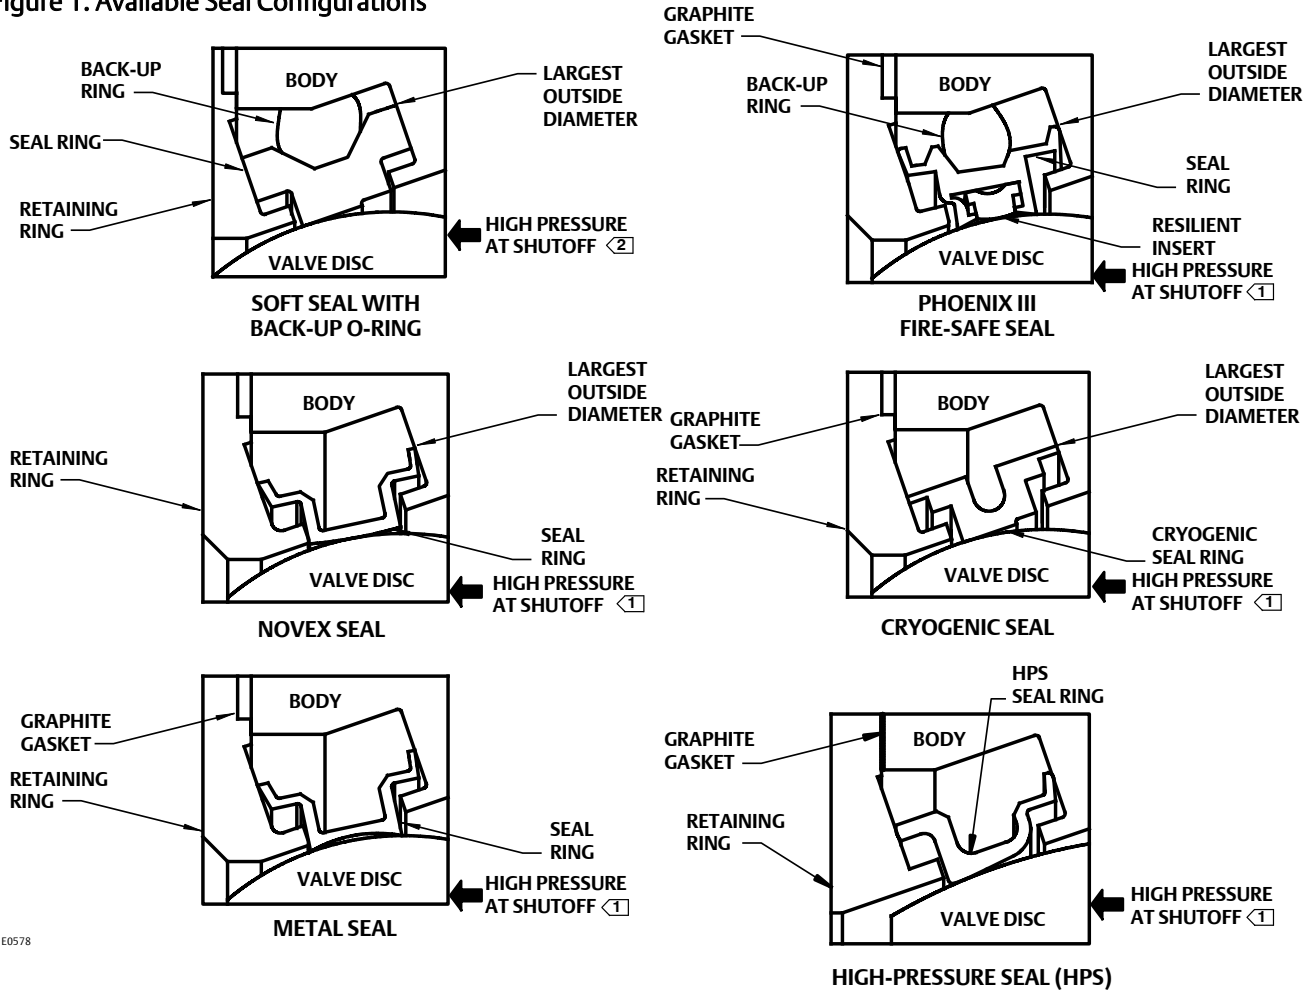 Figure 1. Available Seal Configurations
BACK-UP
RING
BODY
LARGEST
OUTSIDE
DIAMETER
SEAL RING
RETAINING
RING
HIGH PRESSURE
AT SHUTOFF 2
VALVE DISC
SOFT SEAL WITH
BACK-UP O-RING
GRAPHITE
GASKET
BACK-UP
RING
BODY
LARGEST
OUTSIDE
DIAMETER
SEAL
RING
RESILIENT
INSERT
VALVE DISC
HIGH PRESSURE
AT SHUTOFF 1
PHOENIX III
FIRE-SAFE SEAL
BODY
LARGEST
OUTSIDE
DIAMETER
RETAINING
RING
SEAL
RING
VALVE DISC
HIGH PRESSURE
AT SHUTOFF 1
NOVEX SEAL
BODY
LARGEST
OUTSIDE
DIAMETER
GRAPHITE
GASKET
RETAINING
RING
CRYOGENIC
SEAL RING
VALVE DISC
HIGH PRESSURE
AT SHUTOFF 1
CRYOGENIC SEAL
BODY
GRAPHITE
GASKET
RETAINING
RING
SEAL
RING
VALVE DISC
HIGH PRESSURE
AT SHUTOFF 1
METAL SEAL
HPS
SEAL RING
GRAPHITE
GASKET
BODY
RETAINING
RING
VALVE DISC
HIGH PRESSURE
AT SHUTOFF 1
HIGH-PRESSURE SEAL (HPS)
E0578